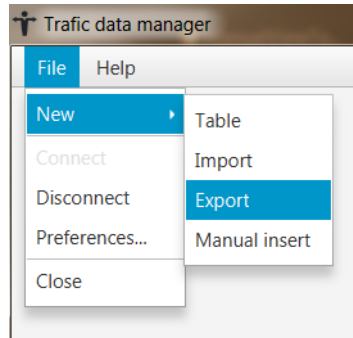 Trafic data manager
File Help
New
Table
Connect
Import
Disconnect
Export
Preferences...
Manual insert
Close